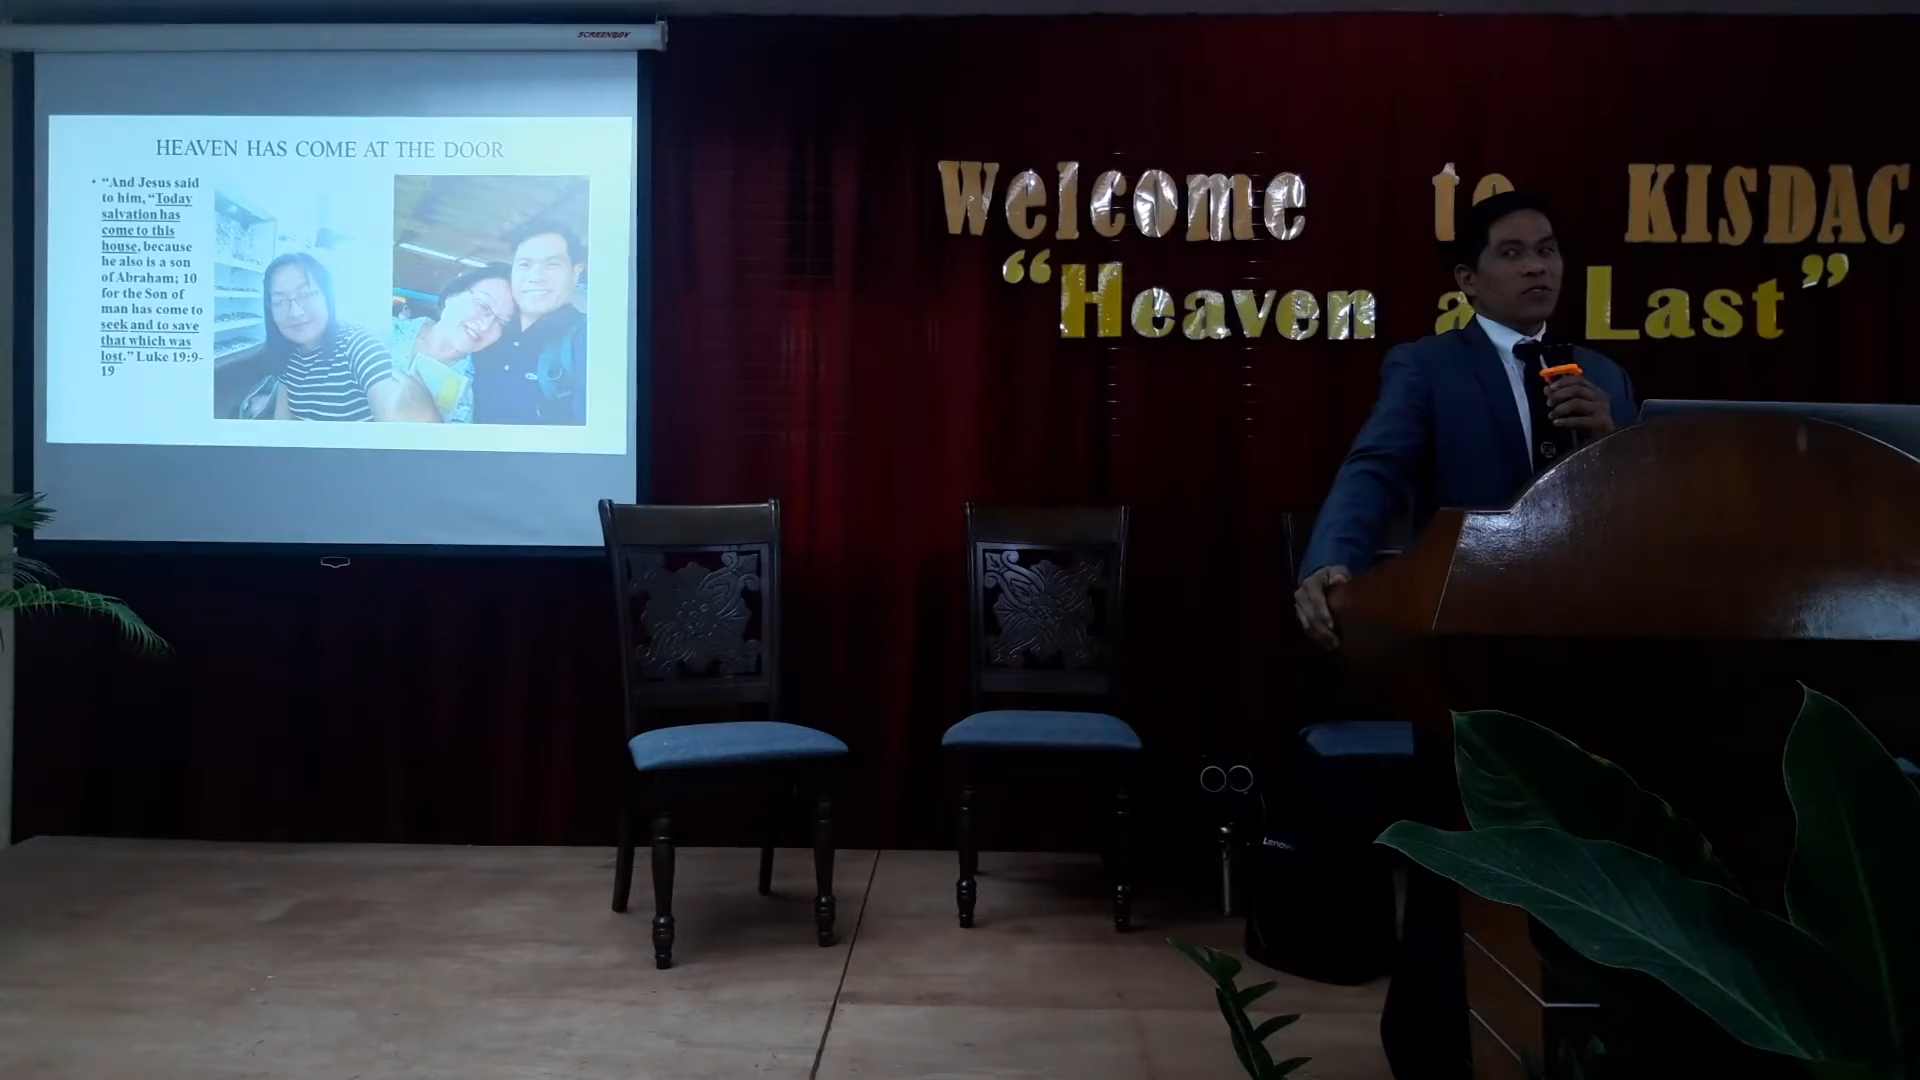 SCREENBY
HEAVEN HAS COME AT THE DOOR
• “And Jesus said
to him, “Today
salvation has
come to this
house, because
he also is a son
of Abraham; 10
for the Son of
man has come to
seek and to save
that which was
lost.” Luke 19:9-
19
Welcome to KISDAC
“Heaven a Last”
Lenovo